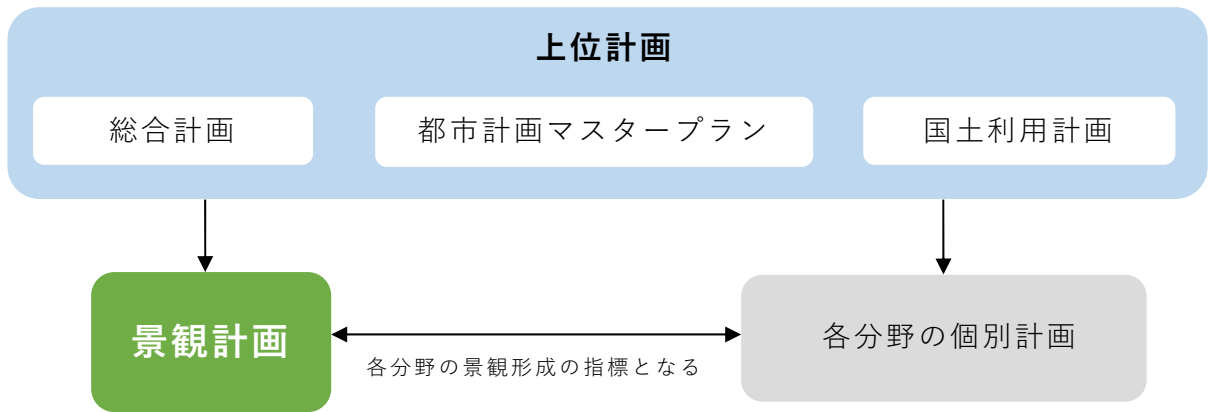 上位計画
総合計画
都市計画マスタープラン
国土利用計画
景観計画
各分野の景観形成の指標となる
各分野の個別計画